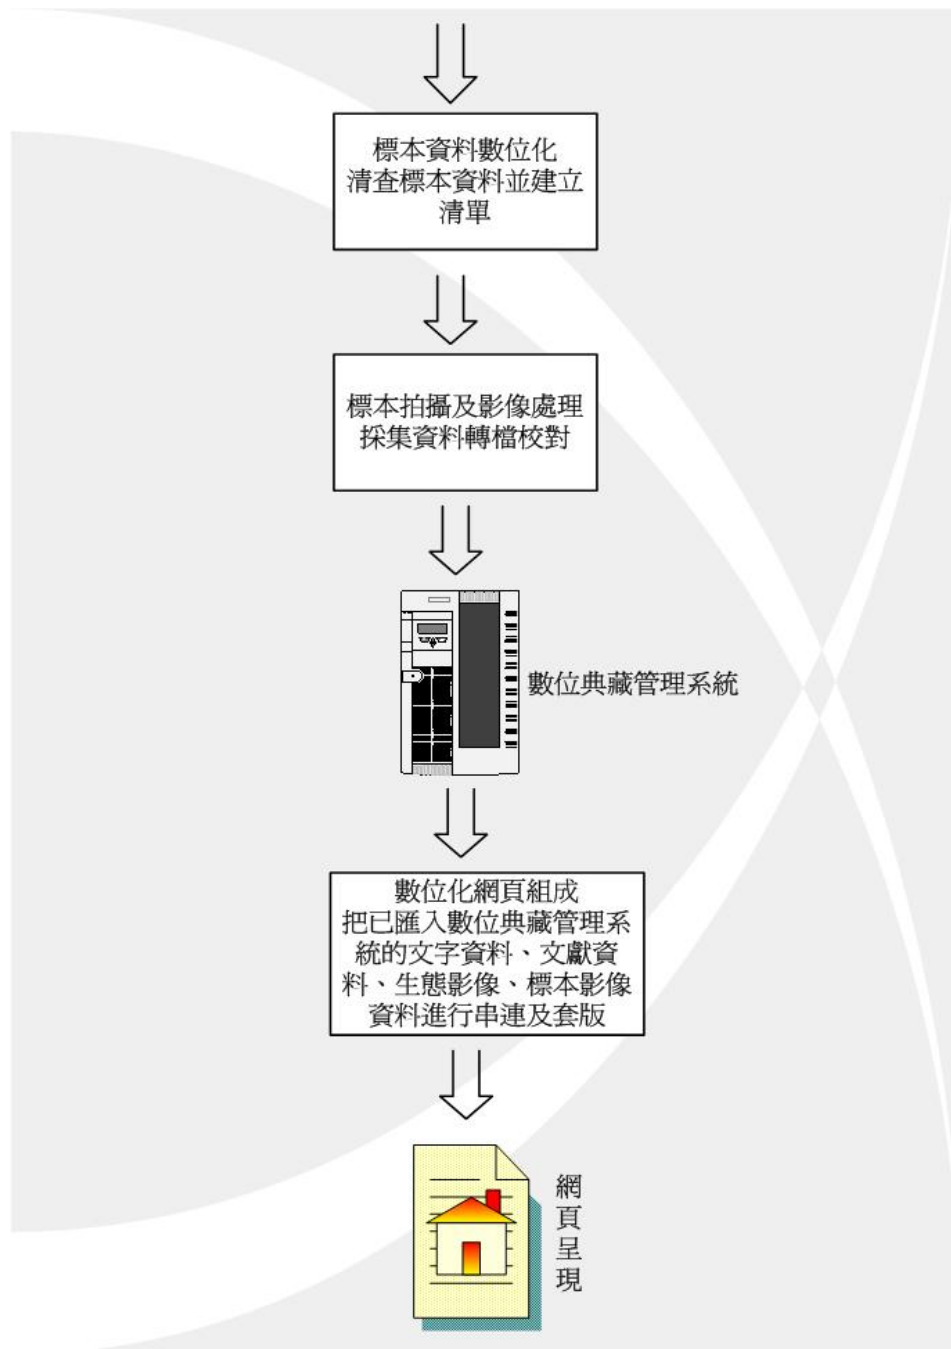 標本資料數位化
清查標本資料並建立
清單
標本拍攝及影像處理
採集資料轉檔校對
數位典藏管理系統
數位化網頁組成
把已匯入數位典藏管理系
統的文字資料、文獻資
料、生態影像、標本影像
資料進行串連及套版
網頁呈現